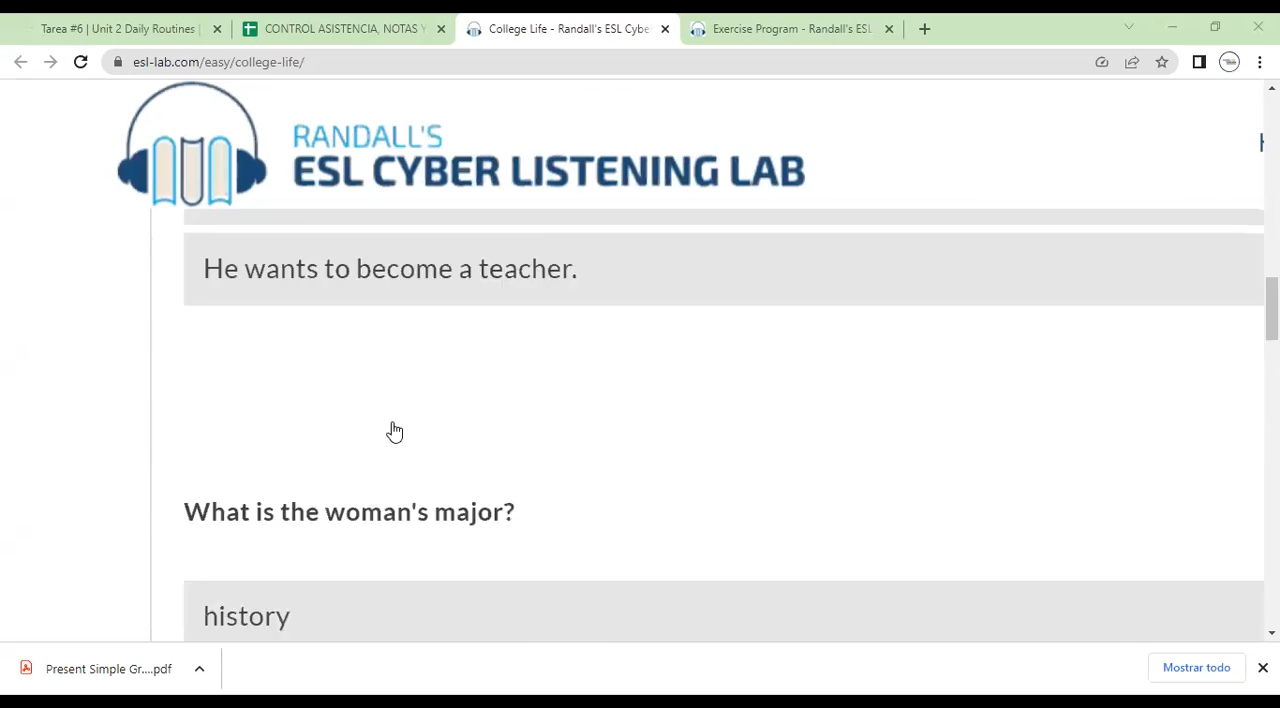 Tarea #6 | Unit 2 Daily Routines
CONTROL ASISTENCIA, NOTAS Y
College Life - Randall's ESL Cybe
Exercise Program - Randall's ESL
esl-lab.com/easy/college-life/
RANDALL'S
ESL CYBER LISTENING LAB
He wants to become a teacher.
What is the woman's major?
history
Present Simple Gr....pdf
Mostrar todo